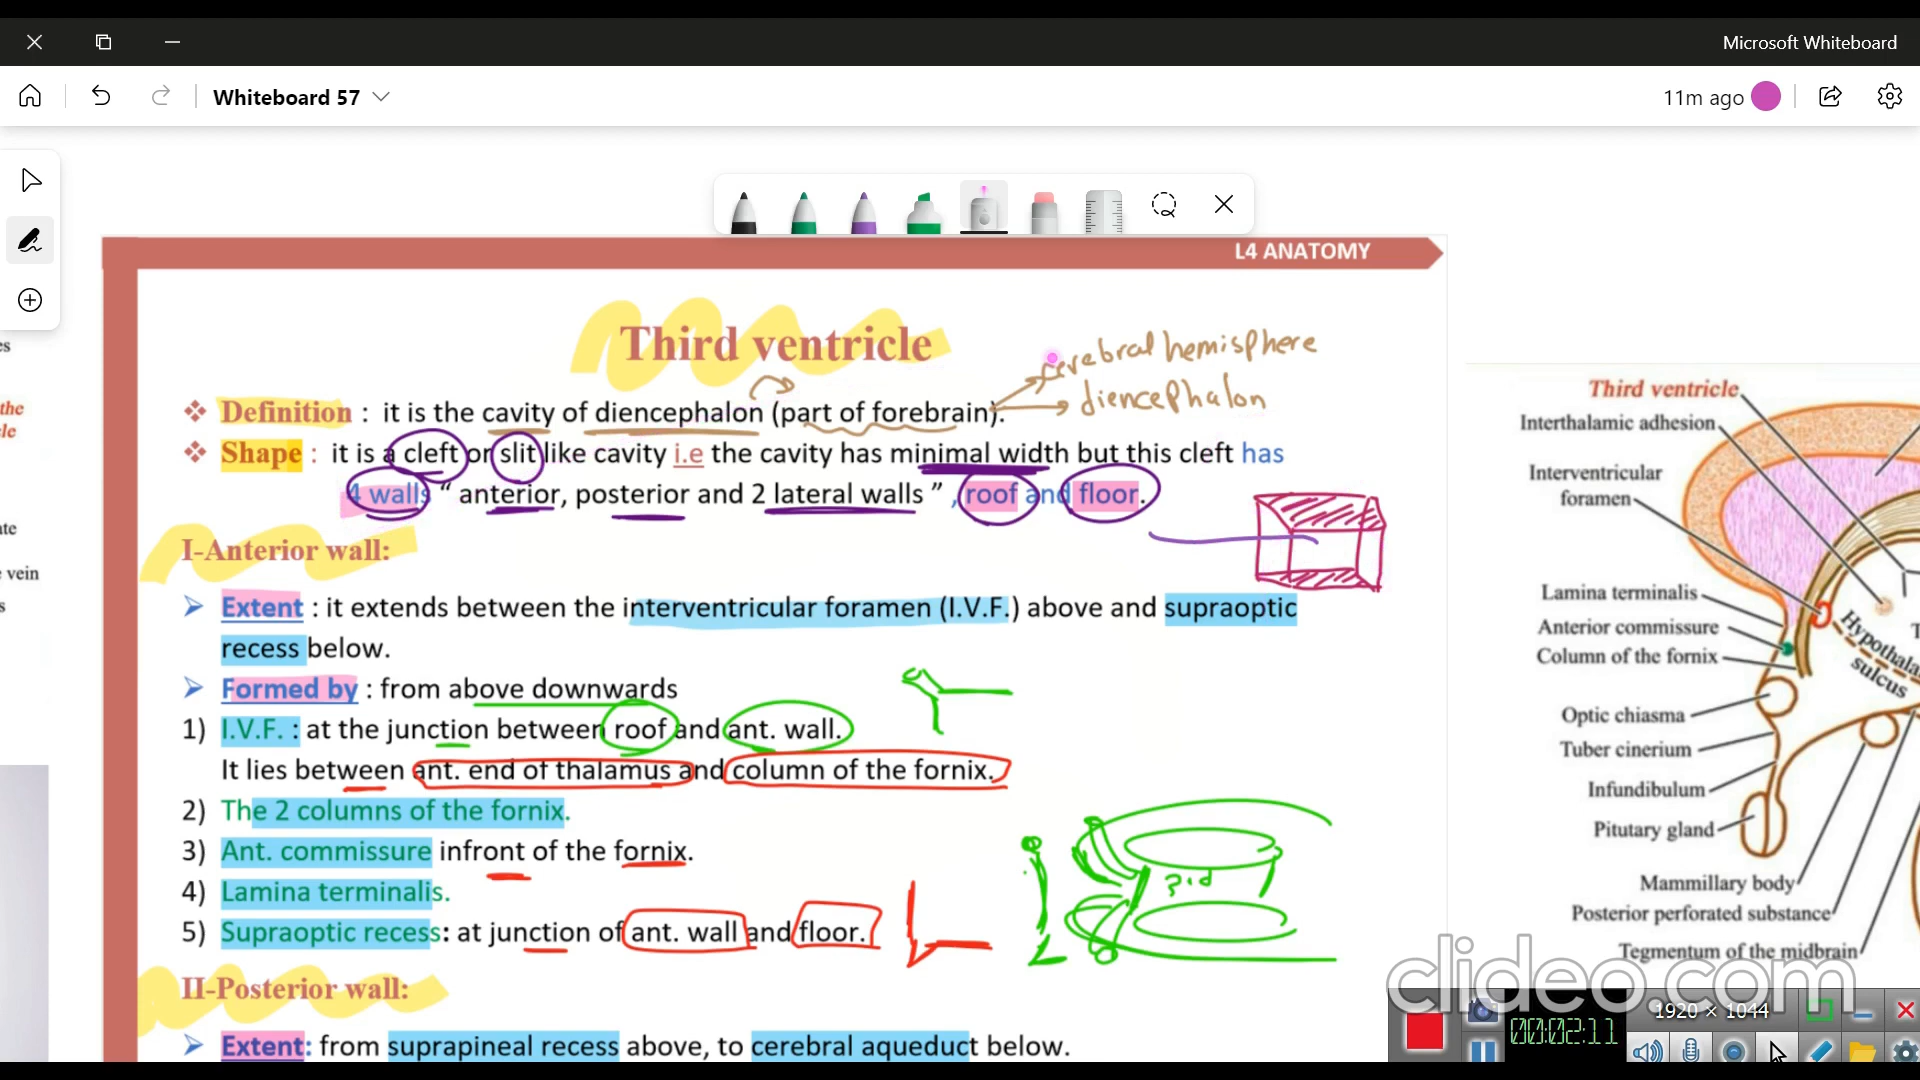 Microsoft Whiteboard
Whiteboard 57
11m ago
L4 ANATOMY
Third ventricle
cerebral hemisphere
diencephalon
❖ Definition : it is the cavity of diencephalon (part of forebrain).
❖ Shape : it is a cleft or slit like cavity i.e the cavity has minimal width but this cleft has
4 walls “ anterior, posterior and 2 lateral walls ” , roof and floor.
I-Anterior wall:
➢ Extent : it extends between the interventricular foramen (I.V.F.) above and supraoptic
recess below.
➢ Formed by : from above downwards
1) I.V.F. : at the junction between roof and ant. wall.
It lies between ant. end of thalamus and column of the fornix.
2) The 2 columns of the fornix.
3) Ant. commissure infront of the fornix.
4) Lamina terminalis.
5) Supraoptic recess: at junction of ant. wall and floor.
II-Posterior wall:
➢ Extent: from suprapineal recess above, to cerebral aqueduct below.
the
vein
Third ventricle
Interthalamic adhesion
Interventricular
foramen
Lamina terminalis
Anterior commissure
Column of the fornix
Hypothala
sulcus
Optic chiasma
Tuber cinerium
Infundibulum
Pitutary gland
Mammillary body
Posterior perforated substance
Tegmentum of the midbrain
clideo.com
1920 × 1044
00:02:11